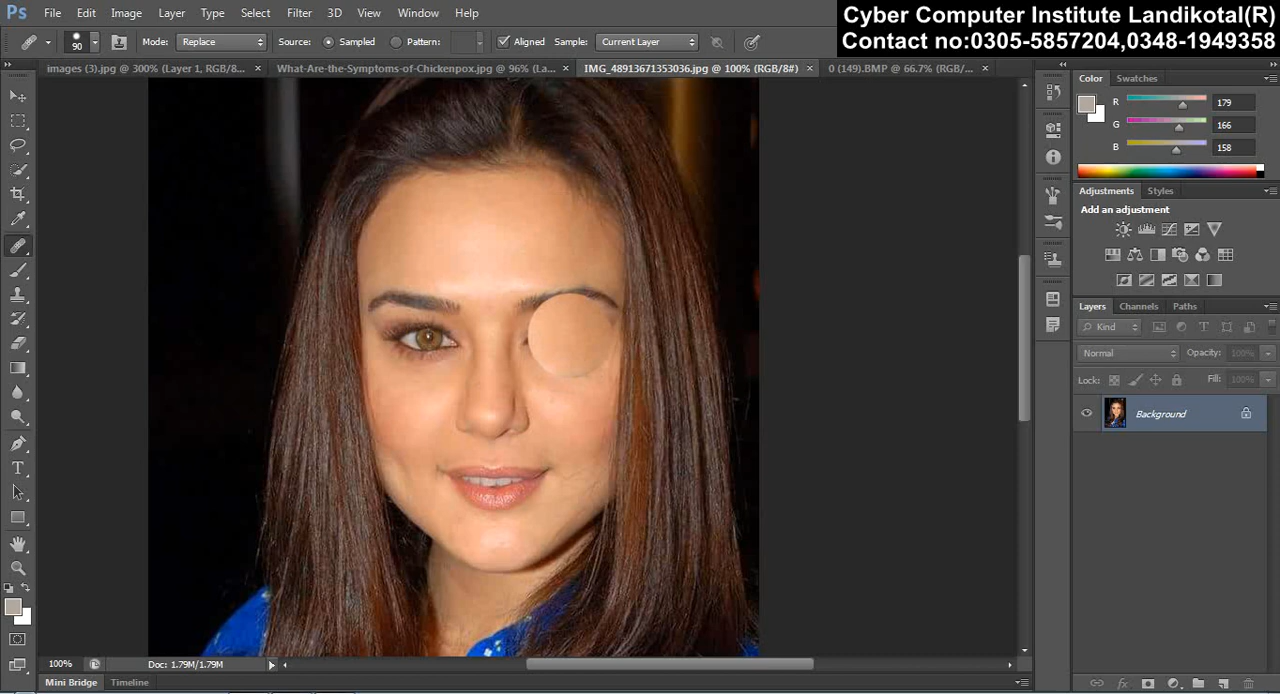 Ps File Edit Image Layer Type Select Filter 3D View Window Help
Cyber Computer Institute Landikotal(R)
Contact no:0305-5857204,0348-1949358
90 Mode: Replace Source: Sampled Pattern: Aligned Sample: Current Layer
images (3).jpg @ 300% (Layer 1, RGB/8... × What-Are-the-Symptoms-of-Chickenpox.jpg @ 96% (La... × IMG_48913671353036.jpg @ 100% (RGB/8#) × 0 (149).BMP @ 66.7% (RGB/... ×
Color Swatches
R 179
G 166
B 158
Adjustments Styles
Add an adjustment
Layers Channels Paths
Kind
Normal Opacity: 100%
Lock: Fill: 100%
Background
100% Doc: 1.79M/1.79M
Mini Bridge Timeline